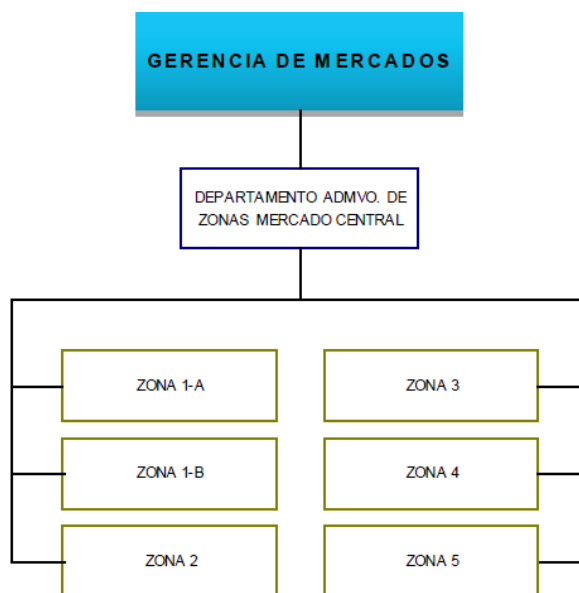 GERENCIA DE MERCADOS
DEPARTAMENTO ADMVO. DE
ZONAS MERCADO CENTRAL
ZONA 1-A
ZONA 3
ZONA 1-B
ZONA 4
ZONA 2
ZONA 5